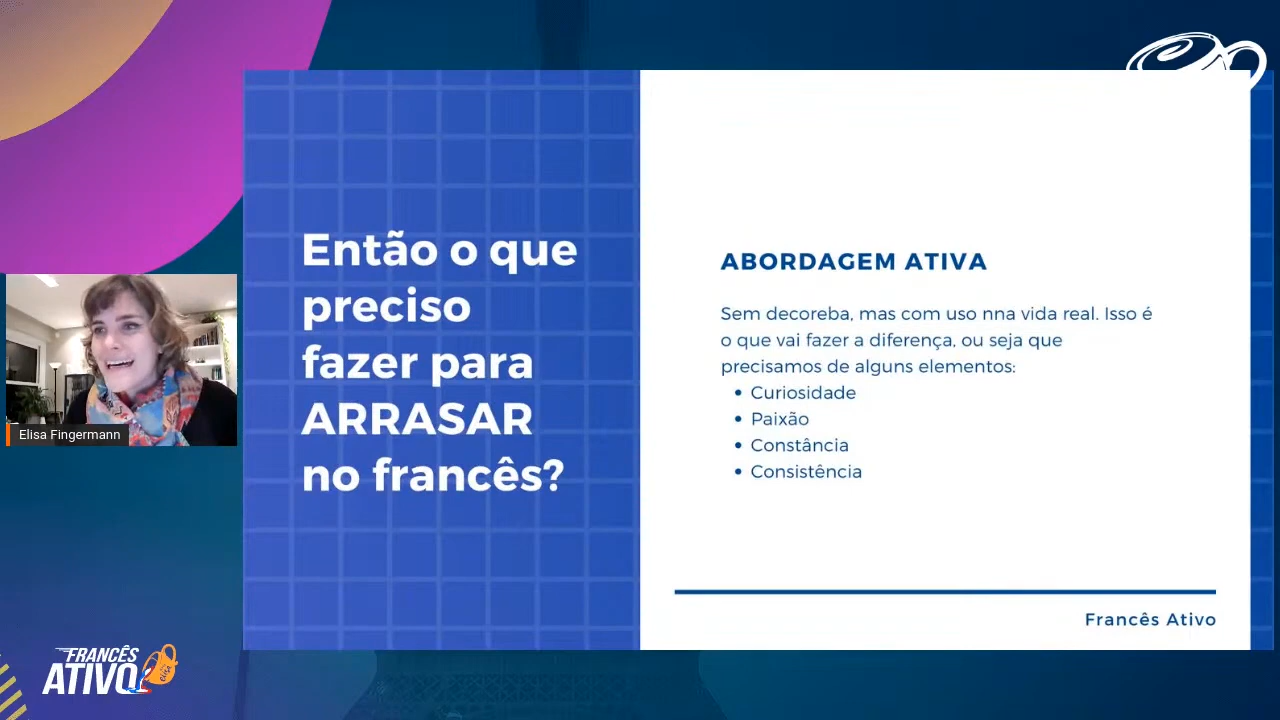 Então o que
preciso
fazer para
ARRASAR
no francês?
ABORDAGEM ATIVA
Sem decoreba, mas com uso nna vida real. Isso é
o que vai fazer a diferença, ou seja que
precisamos de alguns elementos:
• Curiosidade
• Paixão
• Constância
• Consistência
Francês Ativo
Elisa Fingermann
FRANCÊS
ATIVO
ELISA